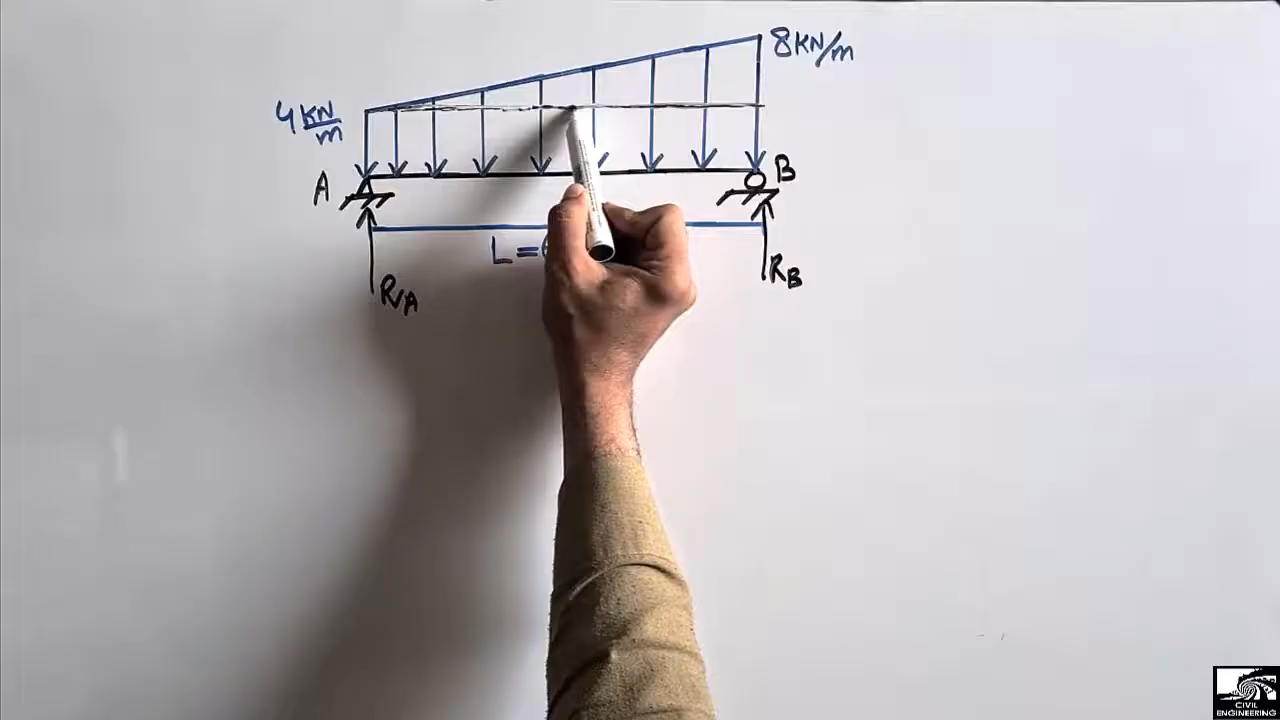 8KN/m
4KN/m
A
B
L=
RA
RB
CIVIL
ENGINEERING